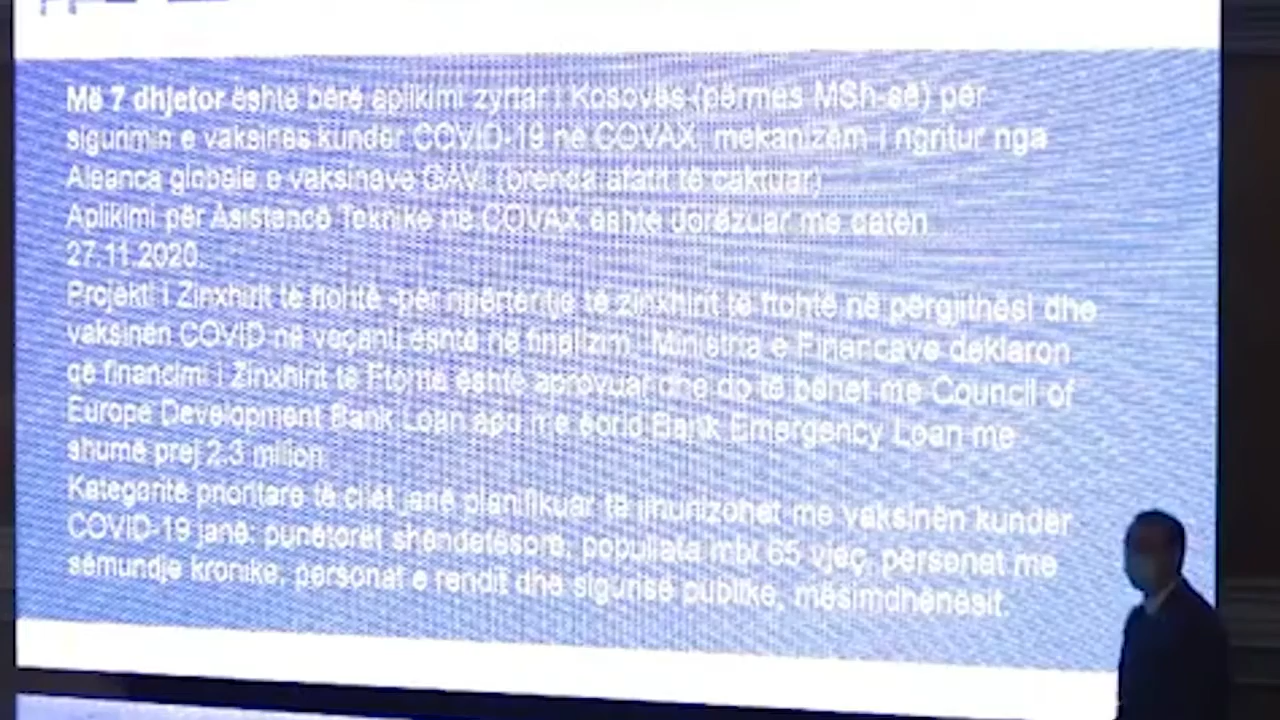 Më 7 dhjetor është bërë aplikimi zyrtar i Kosovës (përmes MSh-së) për
sigurimin e vaksinës kundër COVID-19 në COVAX, mekanizëm i ngritur nga
Aleanca globale e vaksinave GAVI (brenda afatit të caktuar)
Aplikimi për Asistencë Teknike në COVAX është dorëzuar me datën
27.11.2020.
Projekti i Zinxhirit të ftohtë -për ngërtëritje të zinxhirit të ftohtë në përgjithësi dhe
vaksinën COVID në veçanti është në finalizim. Ministria e Financave deklaron
që financimi i Zinxhirit të Ftohtë është aprovuar dhe do të bëhet me Council of
Europe Development Bank Loan apo me Bank Emergency Loan me
shumë prej 2.3 milion
Kategoritë prioritare të cilët janë planifikuar të imunizohet me vaksinën kundër
COVID-19 janë: punëtorët shëndetësorë, popullata mbi 65 vjeç, personat me
sëmundje kronike, personat e rendit dhe sigurisë publike, mësimdhënësit.